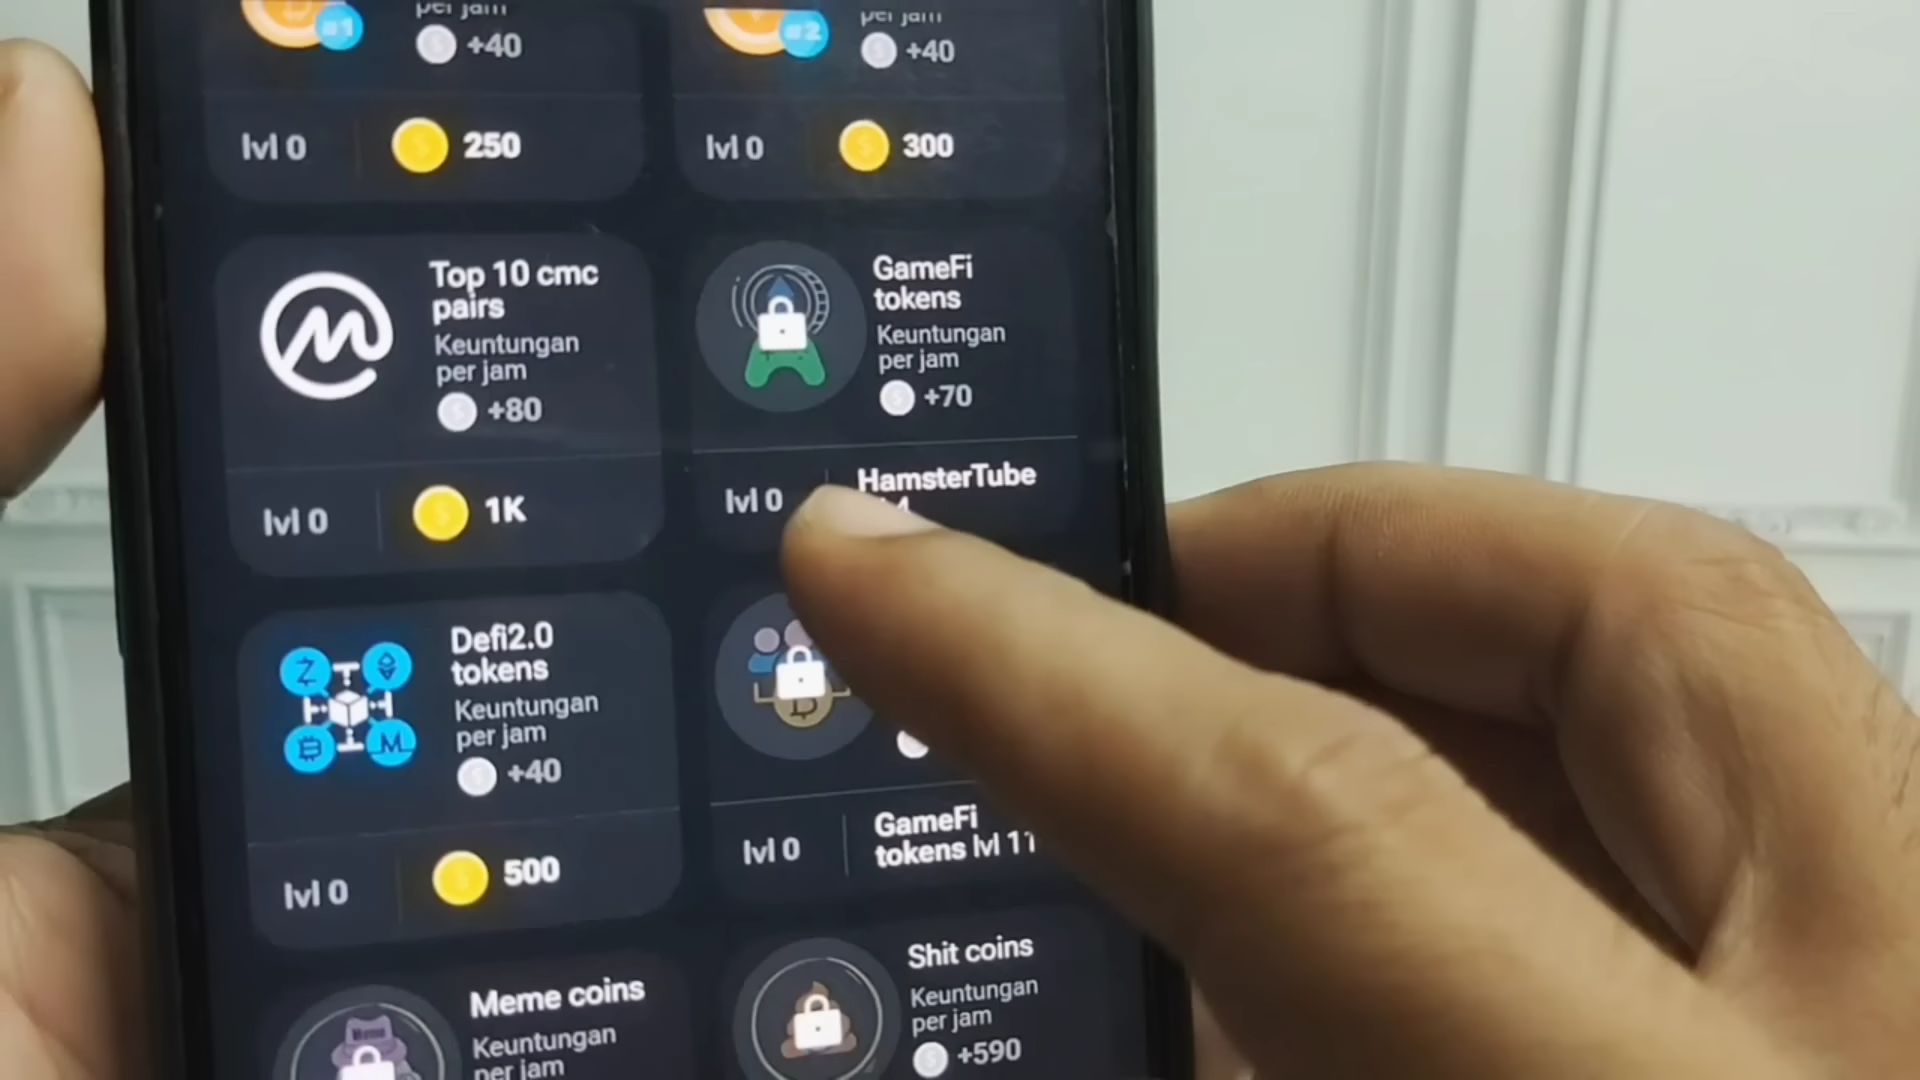 per jam
+40
lvl 0
250
per jam
+40
lvl 0
300
Top 10 cmc
pairs
Keuntungan
per jam
+80
lvl 0
1K
GameFi
tokens
Keuntungan
per jam
+70
lvl 0
HamsterTube
Defi2.0
tokens
Keuntungan
per jam
+40
lvl 0
500
lvl 0
GameFi
tokens lvl 11
Meme coins
Keuntungan
per jam
Shit coins
Keuntungan
per jam
+590
#1
#2